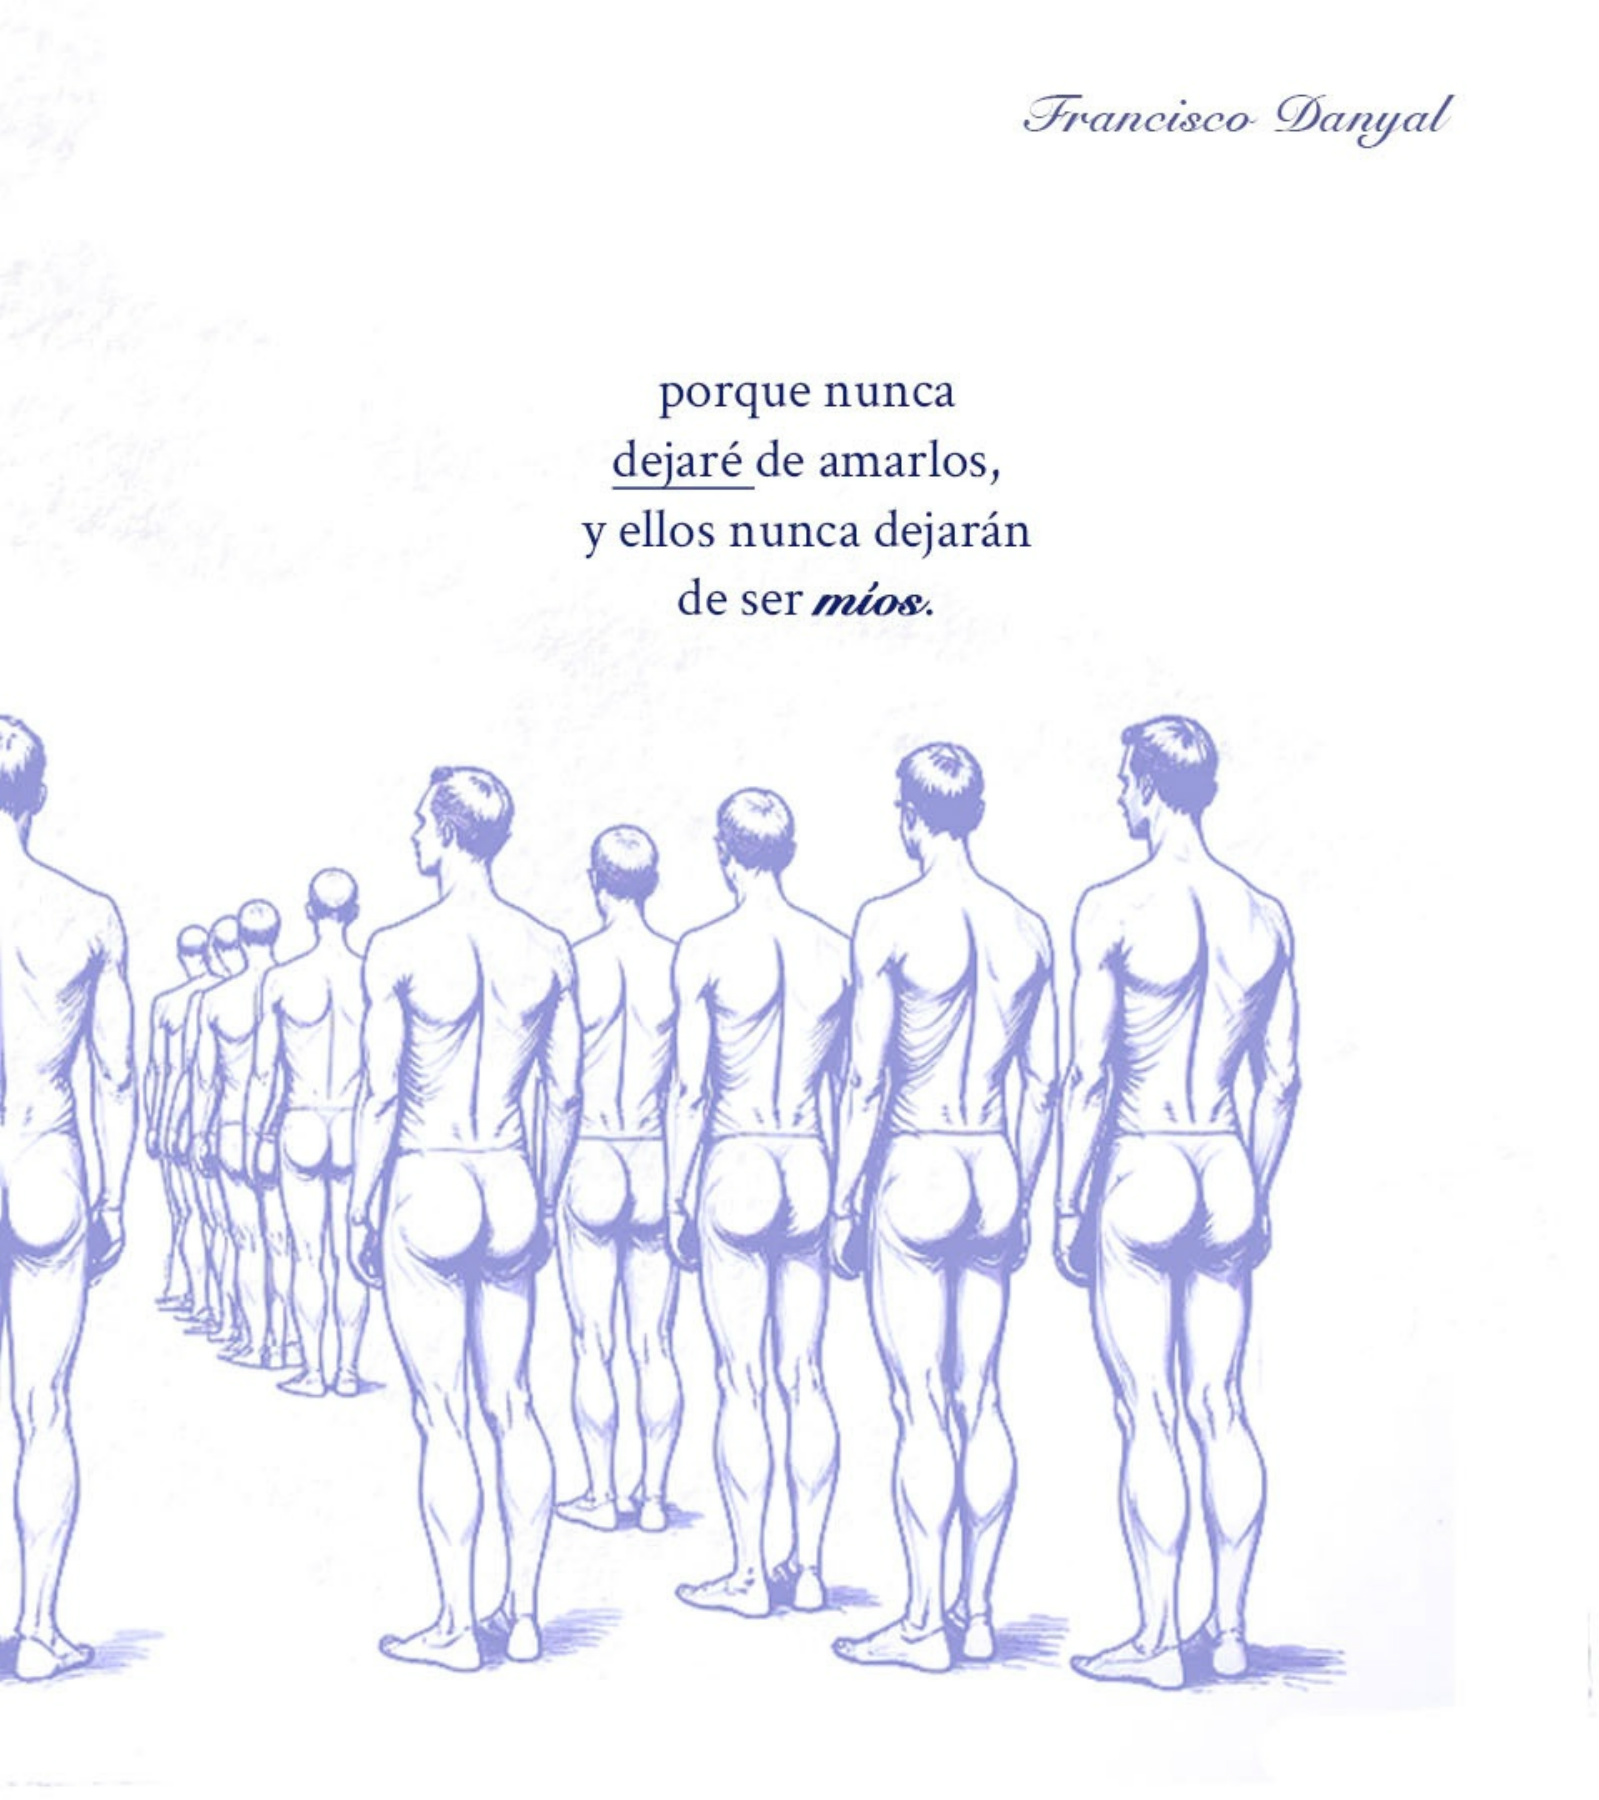 Francisco Danyal
porque nunca
dejaré de amarlos,
y ellos nunca dejarán
de ser míos.